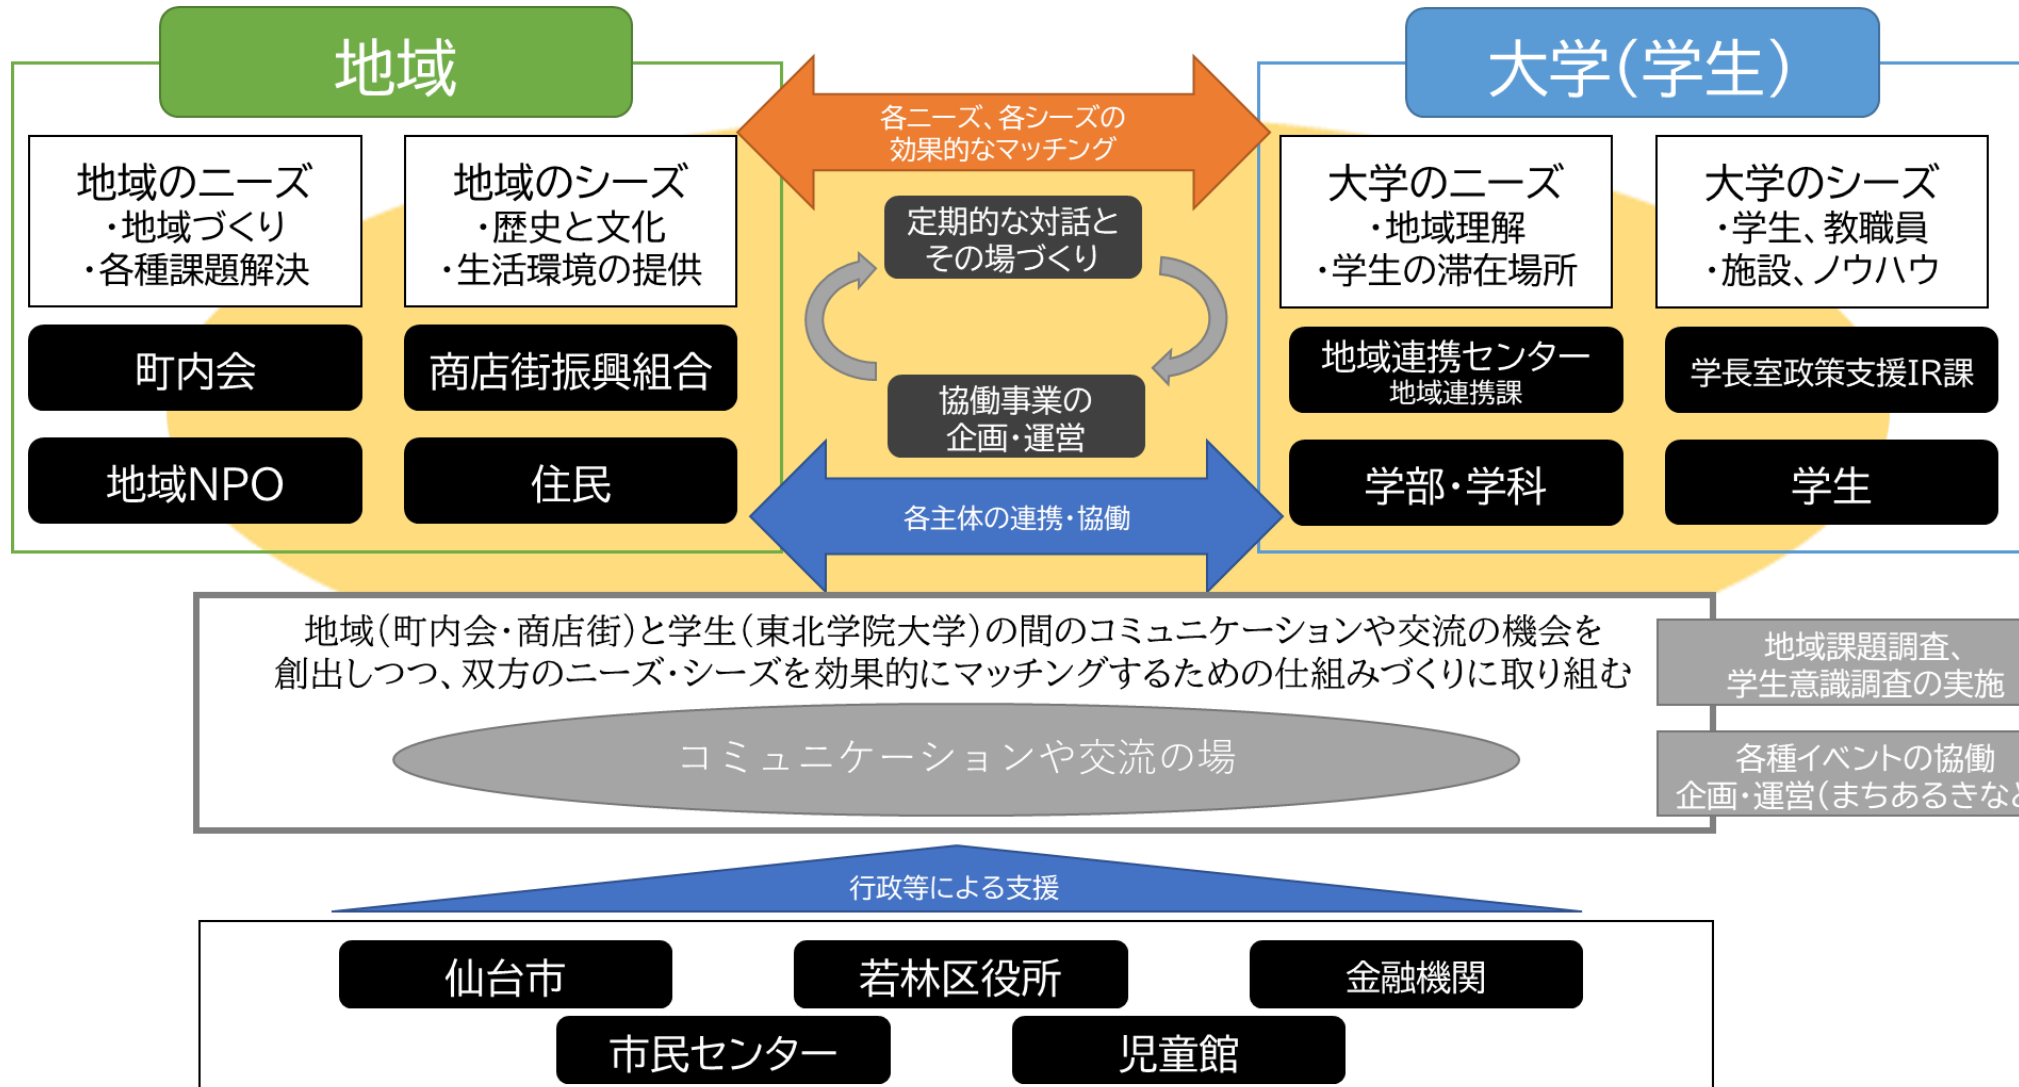 地域
大学(学生)
各ニーズ、各シーズの
効果的なマッチング
地域のニーズ
・地域づくり
・各種課題解決
地域のシーズ
・歴史と文化
・生活環境の提供
定期的な対話と
その場づくり
大学のニーズ
・地域理解
・学生の滞在場所
大学のシーズ
・学生、教職員
・施設、ノウハウ
町内会
商店街振興組合
協働事業の
企画・運営
地域連携センター
地域連携課
学長室政策支援IR課
地域NPO
住民
各主体の連携・協働
学部・学科
学生
地域(町内会・商店街)と学生(東北学院大学)の間のコミュニケーションや交流の機会を
創出しつつ、双方のニーズ・シーズを効果的にマッチングするための仕組みづくりに取り組む
地域課題調査、
学生意識調査の実施
コミュニケーションや交流の場
各種イベントの協働
企画・運営(まちあるきなど
行政等による支援
仙台市
若林区役所
金融機関
市民センター
児童館